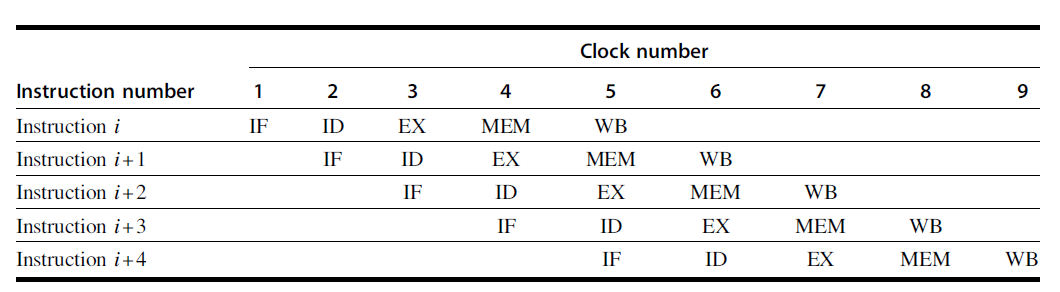 Clock number
Instruction number 1 2 3 4 5 6 7 8 9
Instruction i IF ID EX MEM WB
Instruction i+1 IF ID EX MEM WB
Instruction i+2 IF ID EX MEM WB
Instruction i+3 IF ID EX MEM WB
Instruction i+4 IF ID EX MEM WB